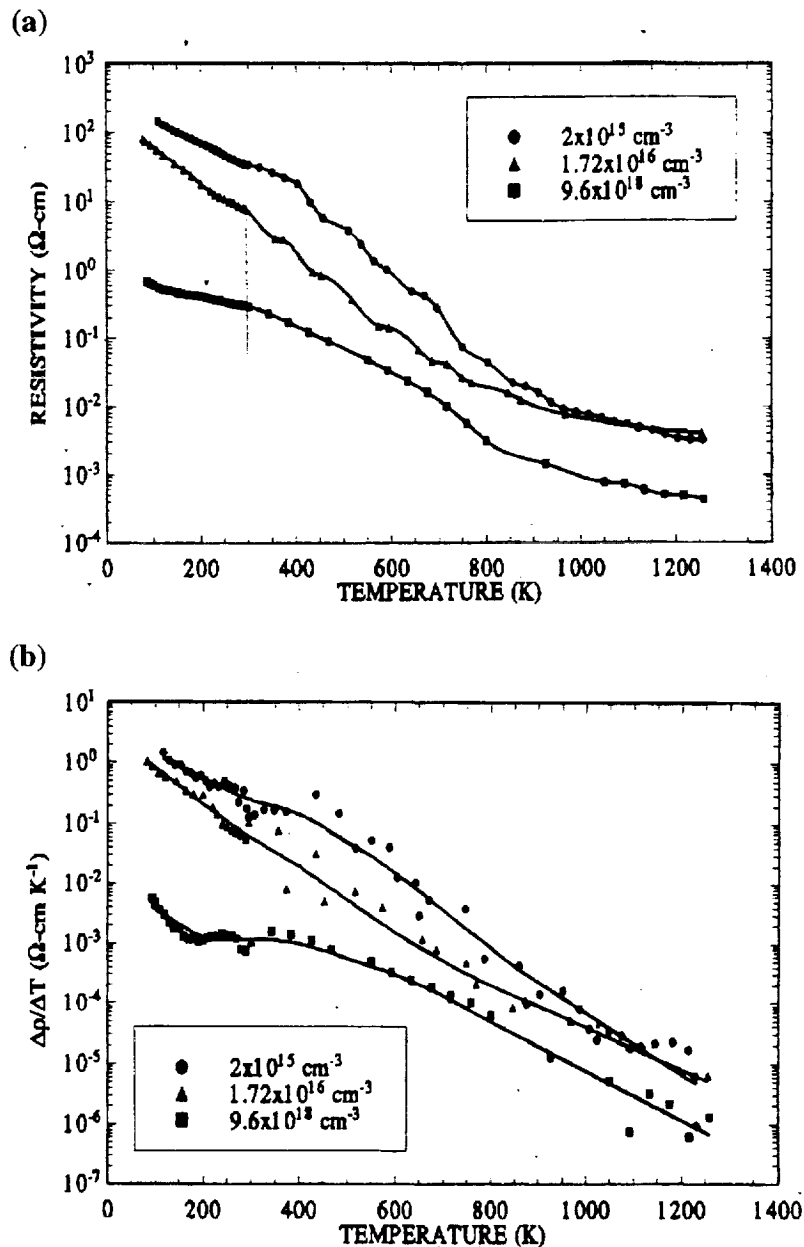 (a)
10³
10²
10¹
10⁰
10⁻¹
10⁻²
10⁻³
10⁻⁴
RESISTIVITY (Ω-cm)
2x10¹⁵ cm⁻³
1.72x10¹⁶ cm⁻³
9.6x10¹⁸ cm⁻³
0 200 400 600 800 1000 1200 1400
TEMPERATURE (K)
(b)
10¹
10⁰
10⁻¹
10⁻²
10⁻³
10⁻⁴
10⁻⁵
10⁻⁶
10⁻⁷
Δρ/ΔT (Ω-cm K⁻¹)
2x10¹⁵ cm⁻³
1.72x10¹⁶ cm⁻³
9.6x10¹⁸ cm⁻³
0 200 400 600 800 1000 1200 1400
TEMPERATURE (K)